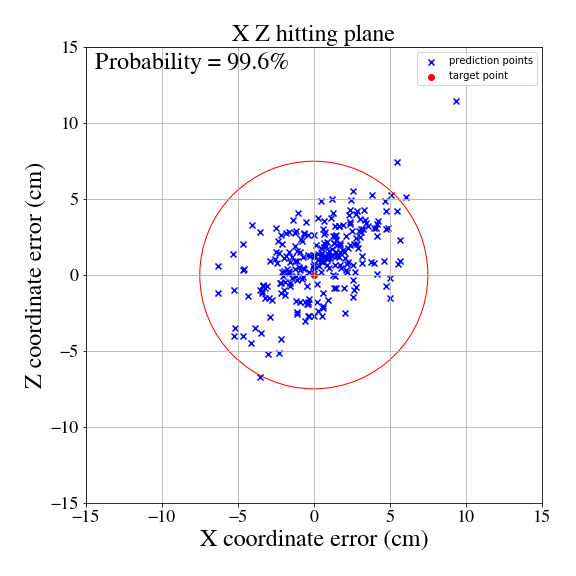 X Z hitting plane
Probability = 99.6%
prediction points
target point
Z coordinate error (cm)
15
10
5
0
−5
−10
−15
−15
−10
−5
0
5
10
15
X coordinate error (cm)